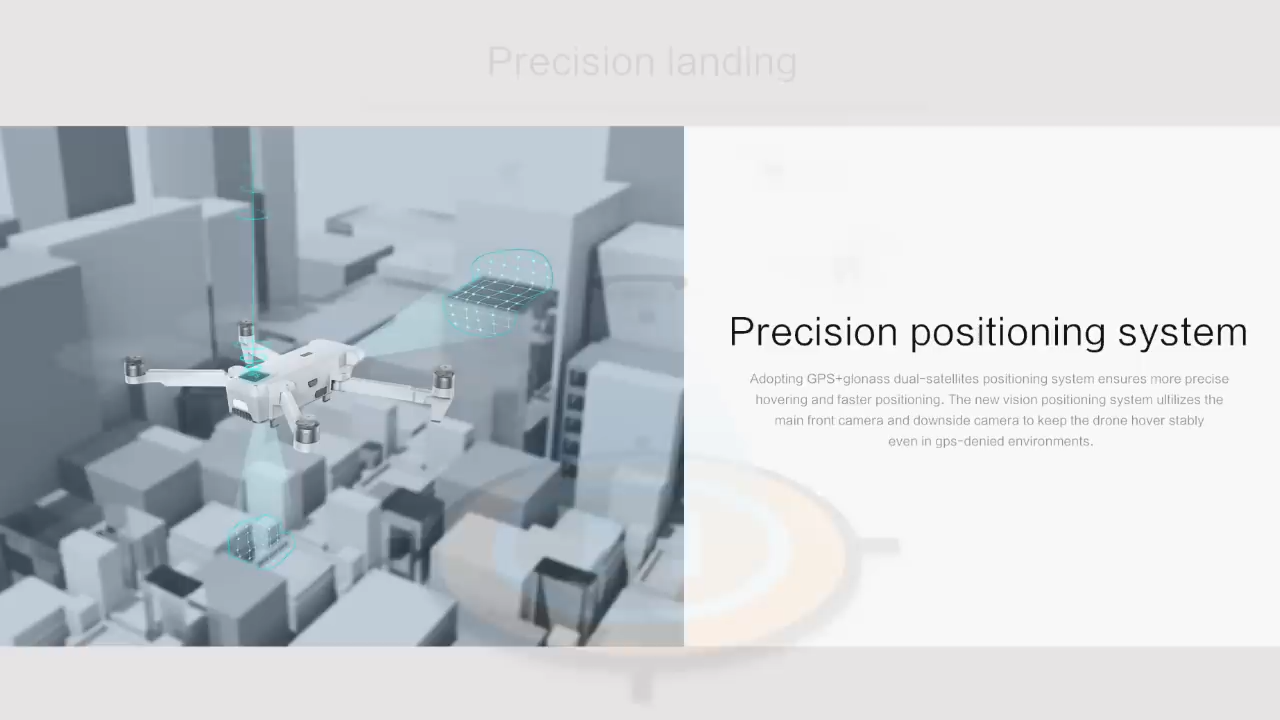 Precision landing
Precision positioning system
Adopting GPS+glonass dual-satellites positioning system ensures more precise
hovering and faster positioning. The new vision positioning system ultilizes the
main front camera and downside camera to keep the drone hover stably
even in gps-denied environments.